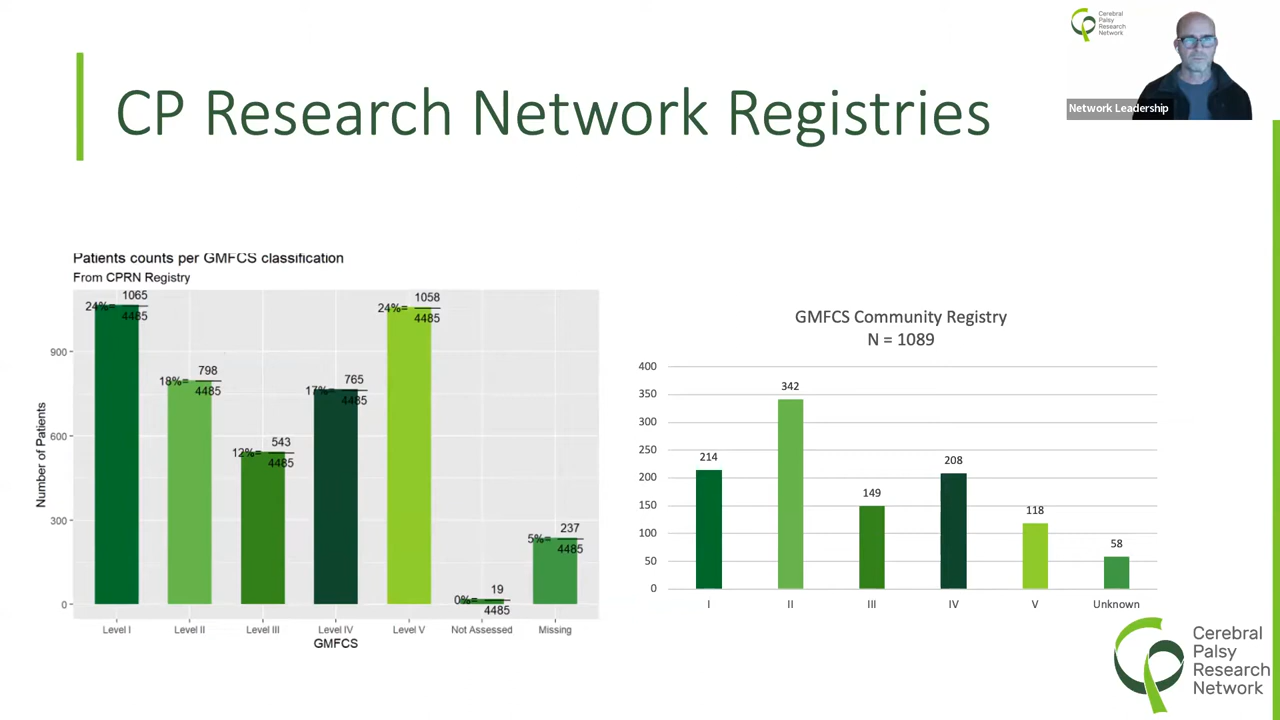 Cerebral
Palsy
Research
Network
Network Leadership
CP Research Network Registries
Patients counts per GMFCS classification
From CPRN Registry
Number of Patients
900
600
300
0
24%= 1065
4485
18%= 798
4485
12%= 543
4485
17%= 765
4485
24%= 1058
4485
0%= 19
4485
5%= 237
4485
Level I Level II Level III Level IV Level V Not Assessed Missing
GMFCS
GMFCS Community Registry
N = 1089
400
350
300
250
200
150
100
50
0
214
342
149
208
118
58
I II III IV V Unknown
Cerebral
Palsy
Research
Network